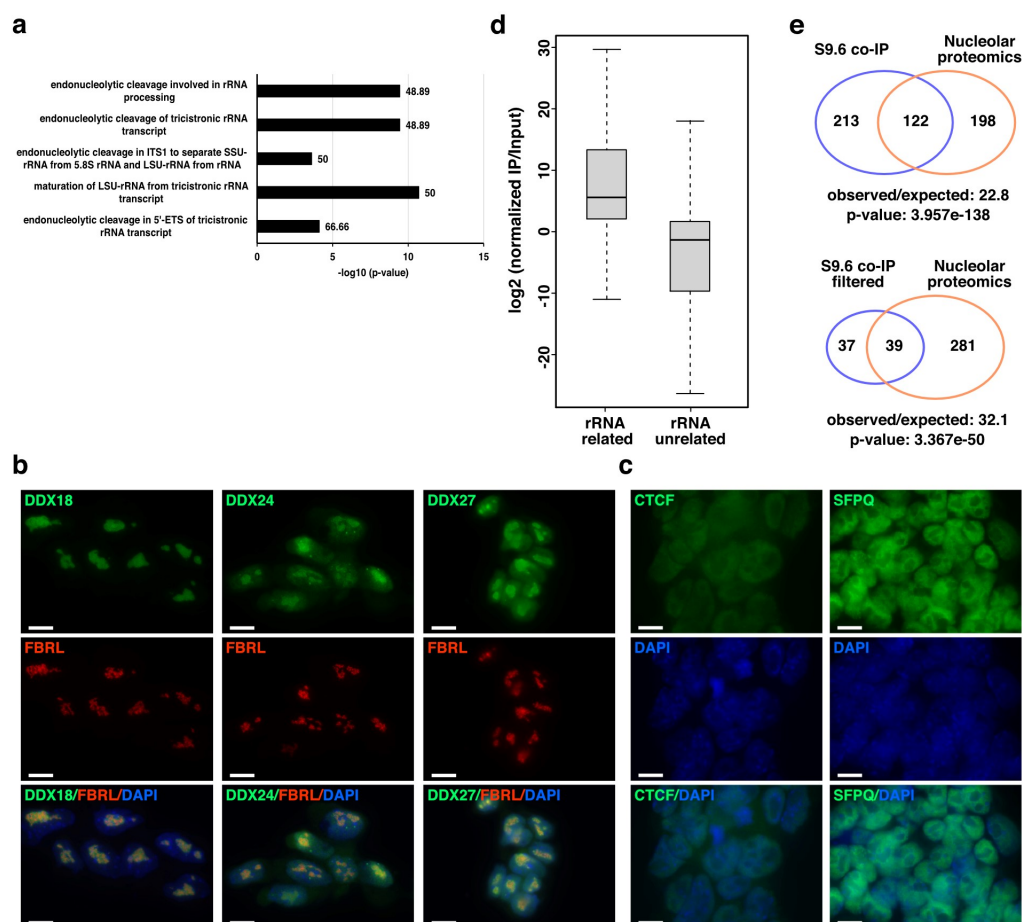 a
endonucleolytic cleavage involved in rRNA
processing
48.89
endonucleolytic cleavage of tricistronic rRNA
transcript
48.89
endonucleolytic cleavage in ITS1 to separate SSU-
rRNA from 5.8S rRNA and LSU-rRNA from rRNA
50
maturation of LSU-rRNA from tricistronic rRNA
transcript
50
endonucleolytic cleavage in 5'-ETS of tricistronic
rRNA transcript
66.66
0 5 10 15
-log10 (p-value)
d
log2 (normalized IP/Input)
30
20
10
0
-10
-20
rRNA
related
rRNA
unrelated
e
S9.6 co-IP
Nucleolar
proteomics
213 122 198
observed/expected: 22.8
p-value: 3.957e-138
S9.6 co-IP
filtered
Nucleolar
proteomics
37 39 281
observed/expected: 32.1
p-value: 3.367e-50
b
DDX18 DDX24 DDX27
FBRL FBRL FBRL
DDX18/FBRL/DAPI DDX24/FBRL/DAPI DDX27/FBRL/DAPI
c
CTCF SFPQ
DAPI DAPI
CTCF/DAPI SFPQ/DAPI